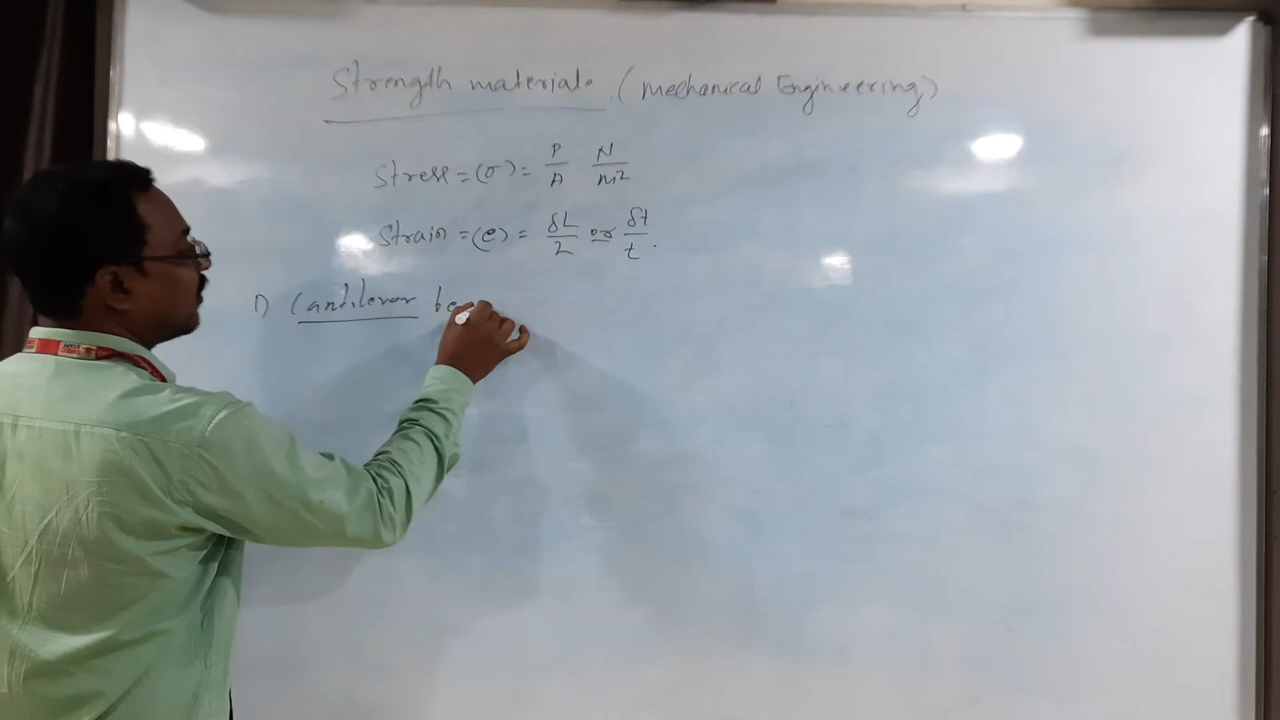 Strength materials : (Mechanical Engineering)
Stress = (σ) = P/A N/m2
Strain = (e) = δL/L or δt/t.
1) Cantilever be